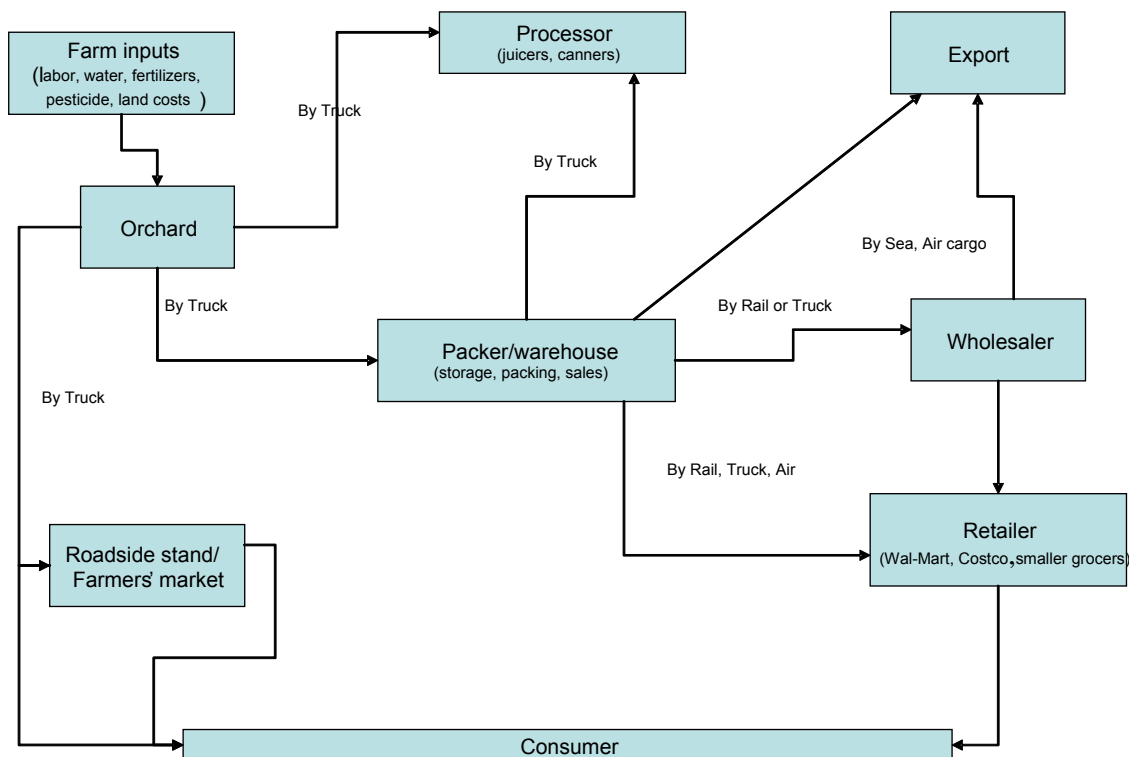 Farm inputs
(labor, water, fertilizers,
pesticide, land costs )
Processor
(juicers, canners)
Export
By Truck
By Truck
Orchard
By Sea, Air cargo
By Truck
By Rail or Truck
Packer/warehouse
(storage, packing, sales)
Wholesaler
By Truck
By Rail, Truck, Air
Roadside stand/
Farmers' market
Retailer
(Wal-Mart, Costco,smaller grocers)
Consumer